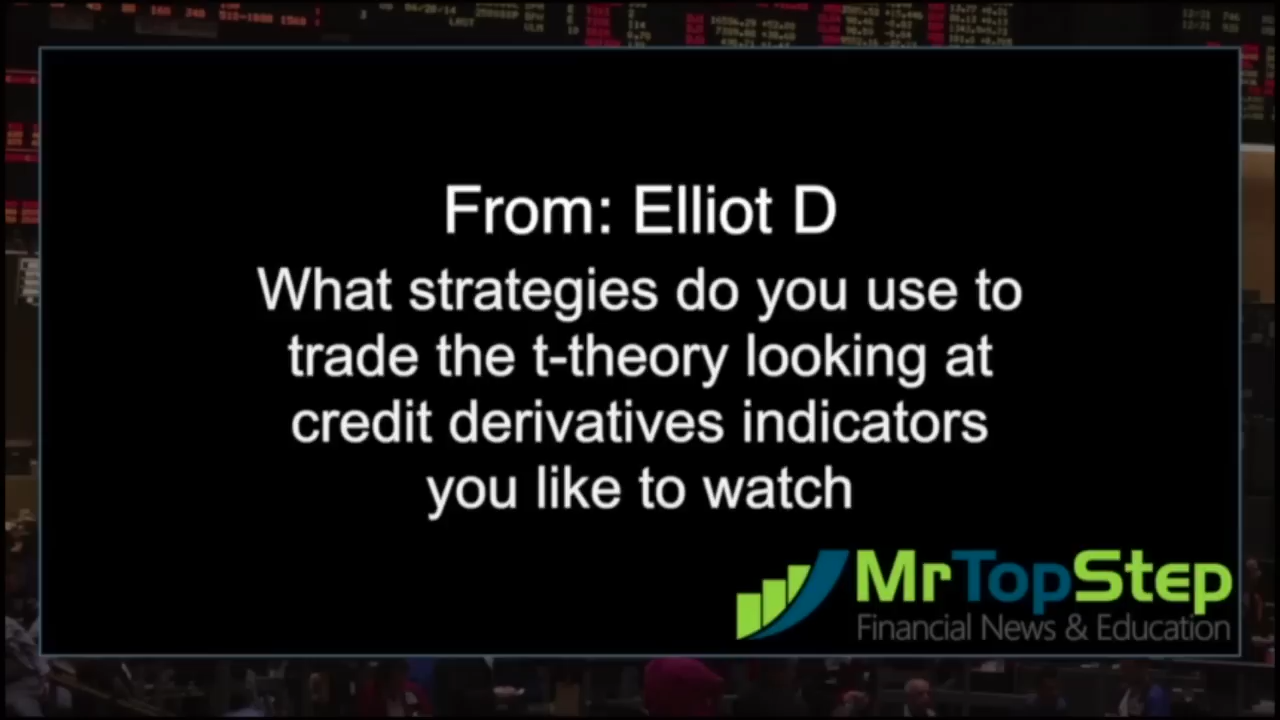 From: Elliot D
What strategies do you use to
trade the t-theory looking at
credit derivatives indicators
you like to watch
MrTopStep
Financial News & Education